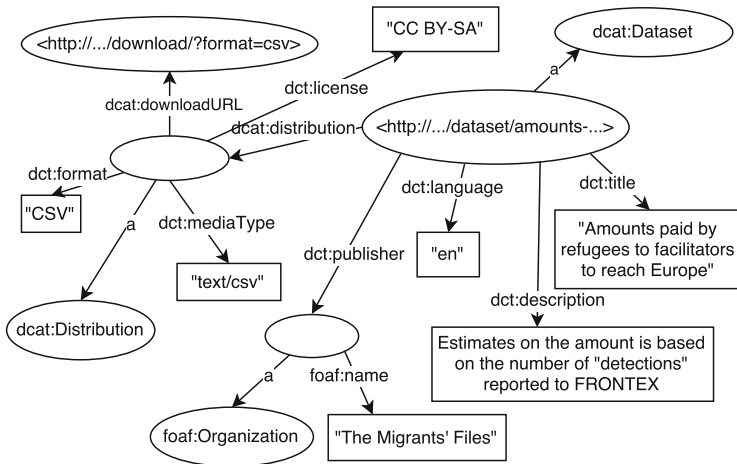 "CC BY-SA"
dcat:Dataset
<http://.../download/?format=csv>
a
dct:license
dcat:downloadURL
dcat:distribution
<http://.../dataset/amounts-...>
dct:format
dct:title
dct:language
"CSV"
a
dct:mediaType
"Amounts paid by
refugees to facilitators
to reach Europe"
dct:publisher
"en"
"text/csv"
dct:description
dcat:Distribution
Estimates on the amount is based
on the number of "detections"
reported to FRONTEX
a
foaf:name
foaf:Organization
"The Migrants' Files"